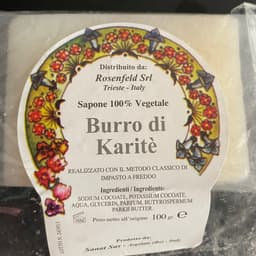 Distribuito da:
Rosenfeld Srl
Trieste - Italy
Sapone 100% Vegetale
Burro di
Karitè
REALIZZATO CON IL METODO CLASSICO DI
IMPASTO A FREDDO
Ingredienti / Ingredients:
SODIUM COCOATE, POTASSIUM COCOATE,
AQUA, GLYCERIN, PARFUM, BUTYROSPERMUM
PARKII BUTTER.
Peso netto all'origine 100 gr. e
Prodotto da:
Italy